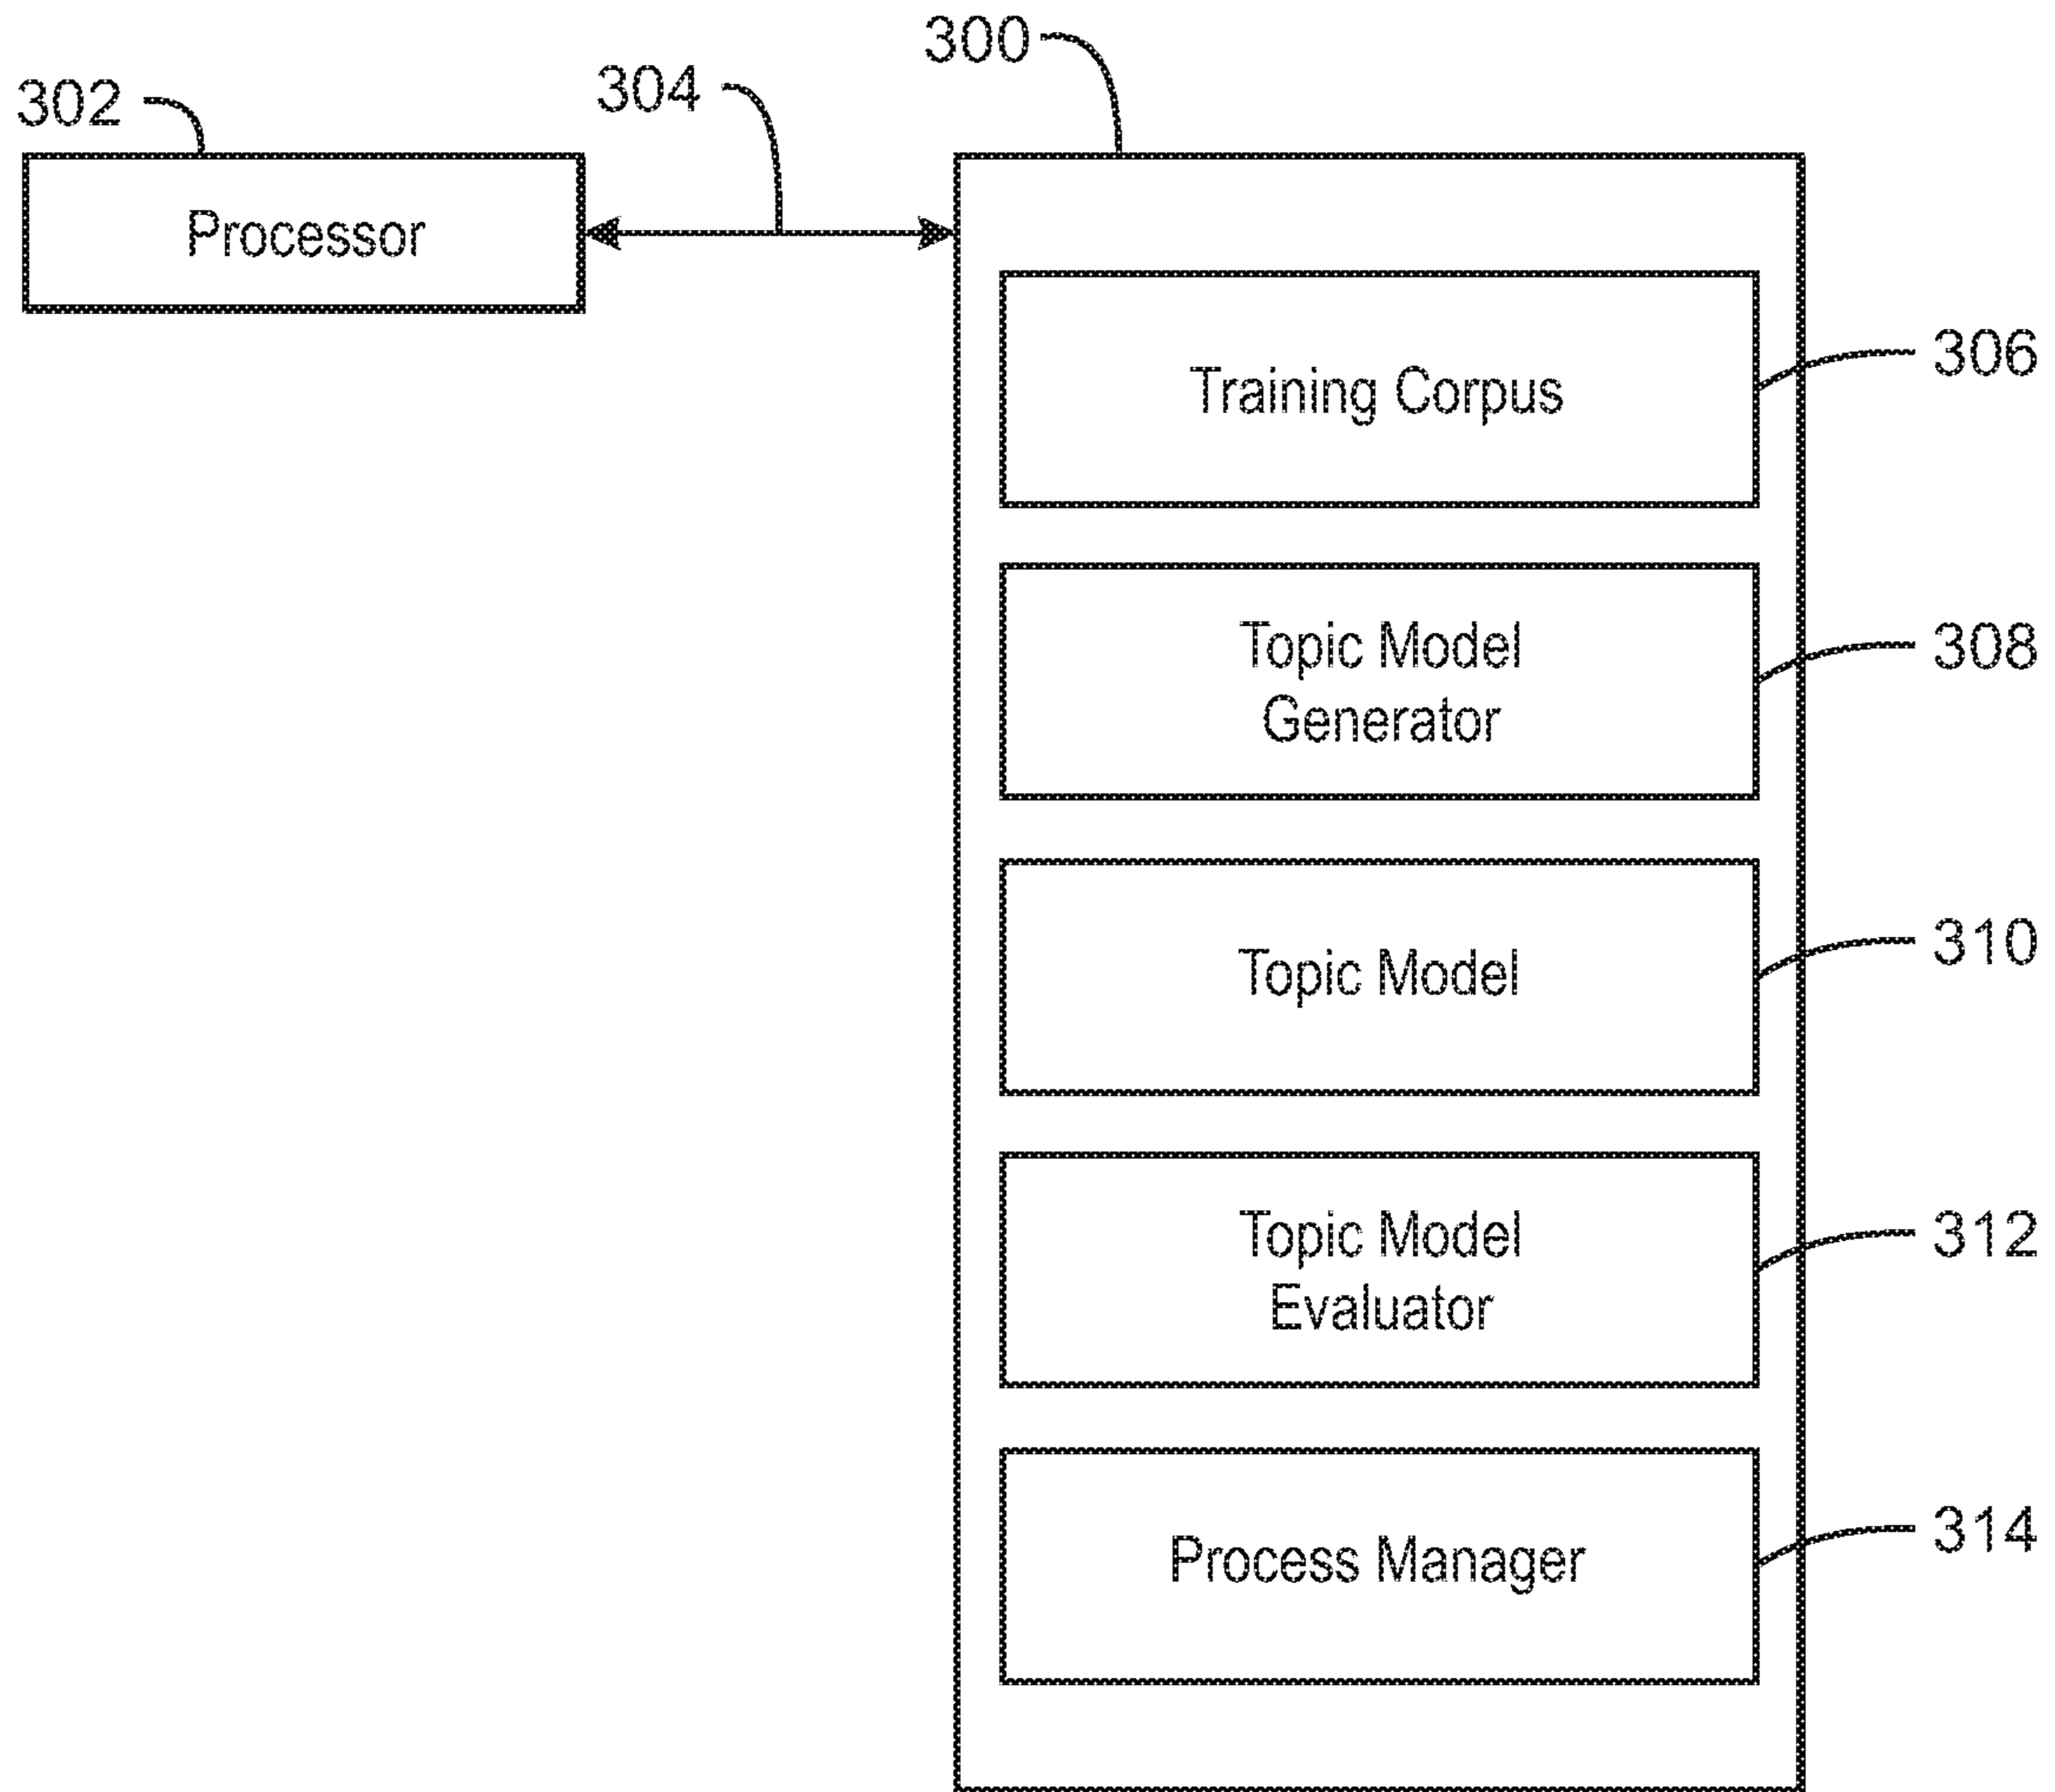 300
304
302
Processor
Training Corpus
306
Topic Model
Generator
308
Topic Model
310
Topic Model
Evaluator
312
Process Manager
314